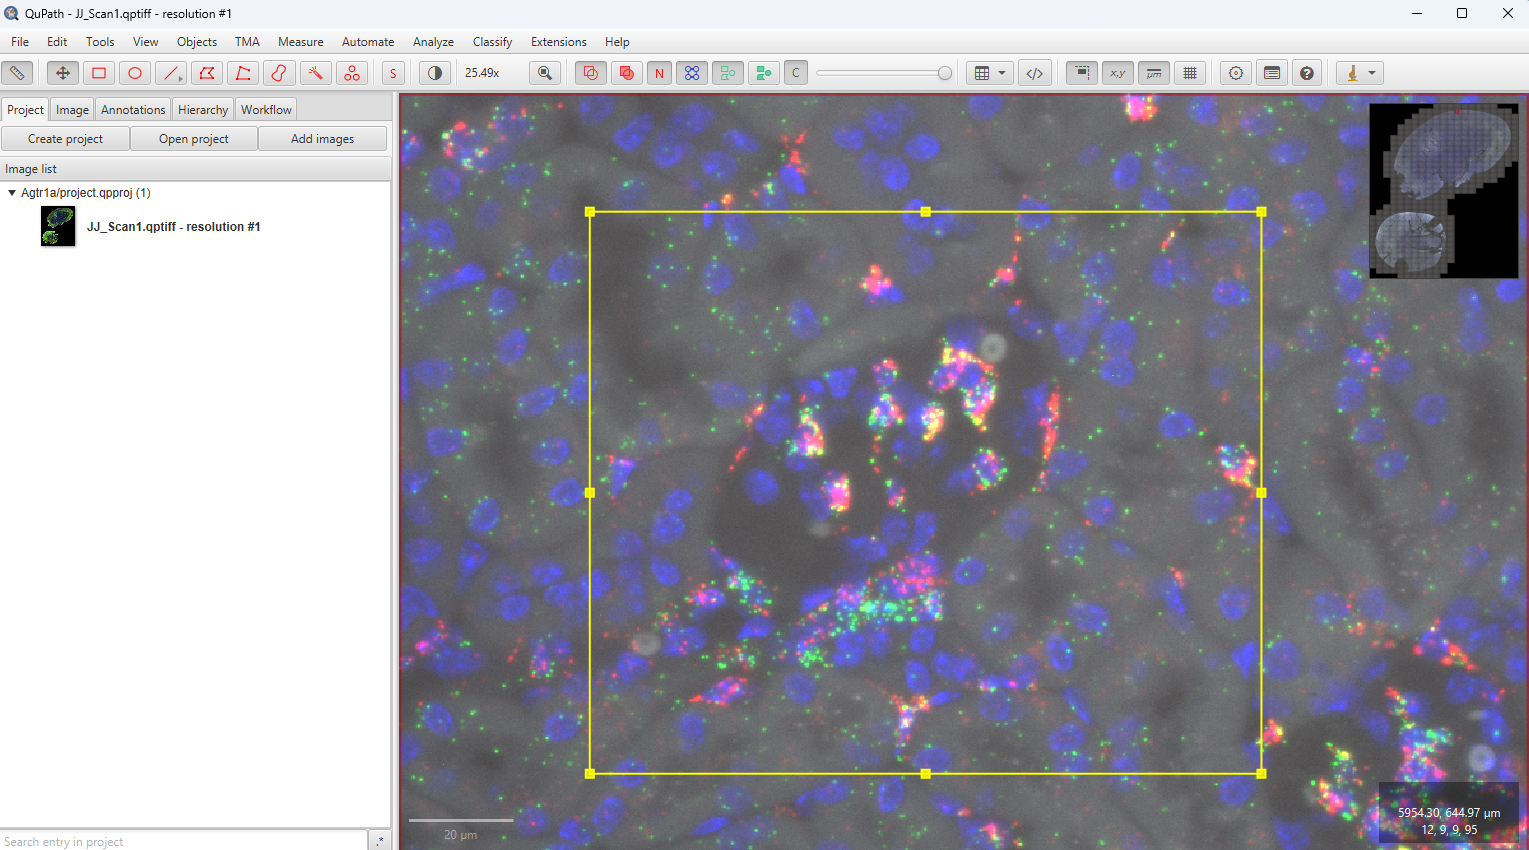 QuPath - JJ_Scan1.qptiff - resolution #1
File Edit Tools View Objects TMA Measure Automate Analyze Classify Extensions Help
S 25.49x N C </> x,y μm ?
Project Image Annotations Hierarchy Workflow
Create project Open project Add images
Image list
Agtr1a/project.qpproj (1)
JJ_Scan1.qptiff - resolution #1
20 μm
5954.30, 644.97 μm
12, 9, 9, 95
Search entry in project .*